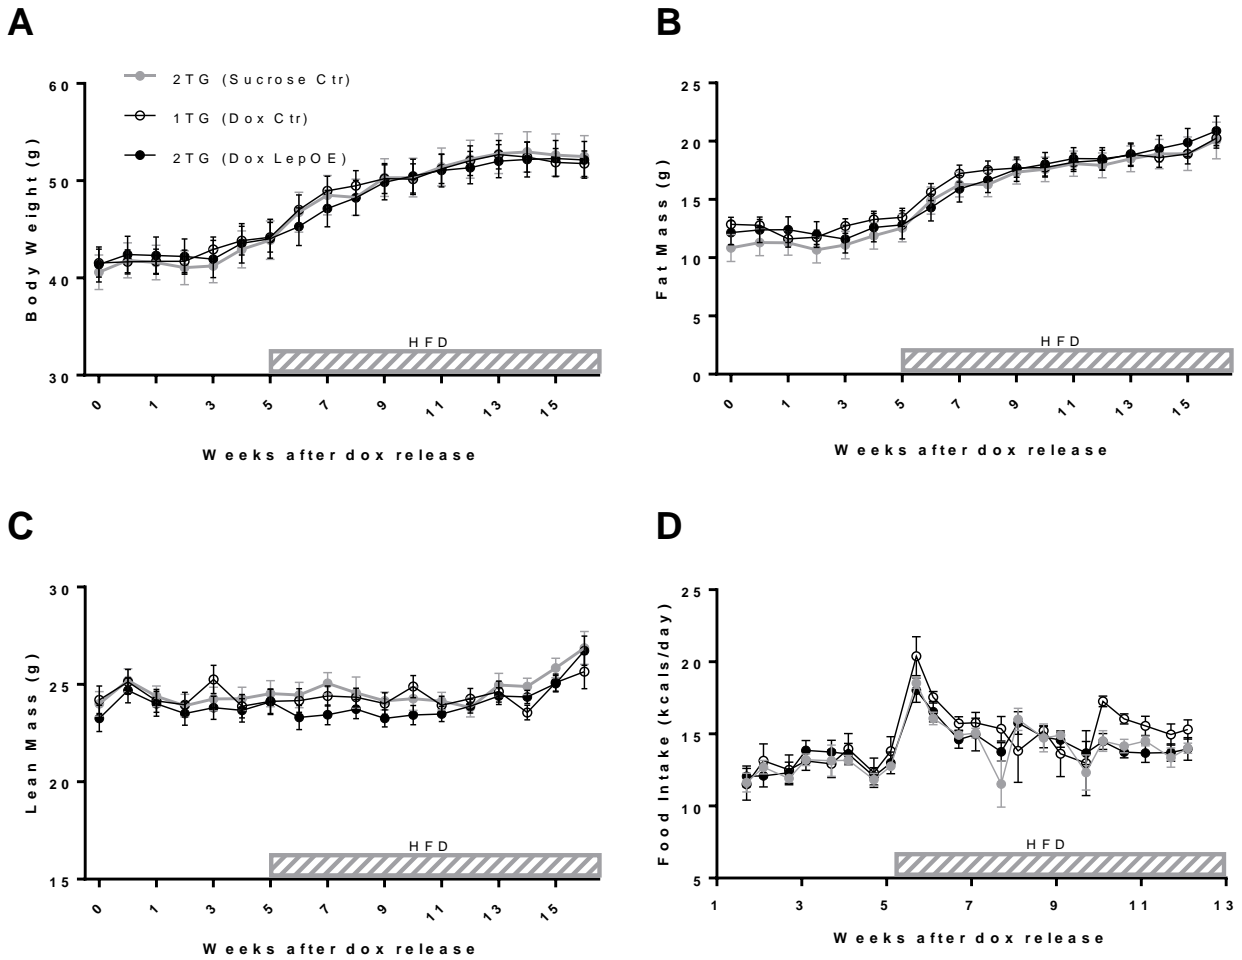 A
2TG (Sucrose Ctr)
1TG (Dox Ctr)
2TG (Dox LepOE)
Body Weight (g)
60
50
40
30
HFD
0 1 3 5 7 9 11 13 15
Weeks after dox release
B
Fat Mass (g)
25
20
15
10
5
0
HFD
0 1 3 5 7 9 11 13 15
Weeks after dox release
C
Lean Mass (g)
30
25
20
15
HFD
0 1 3 5 7 9 11 13 15
Weeks after dox release
D
Food Intake (kcals/day)
25
20
15
10
5
HFD
1 3 5 7 9 11 13
Weeks after dox release